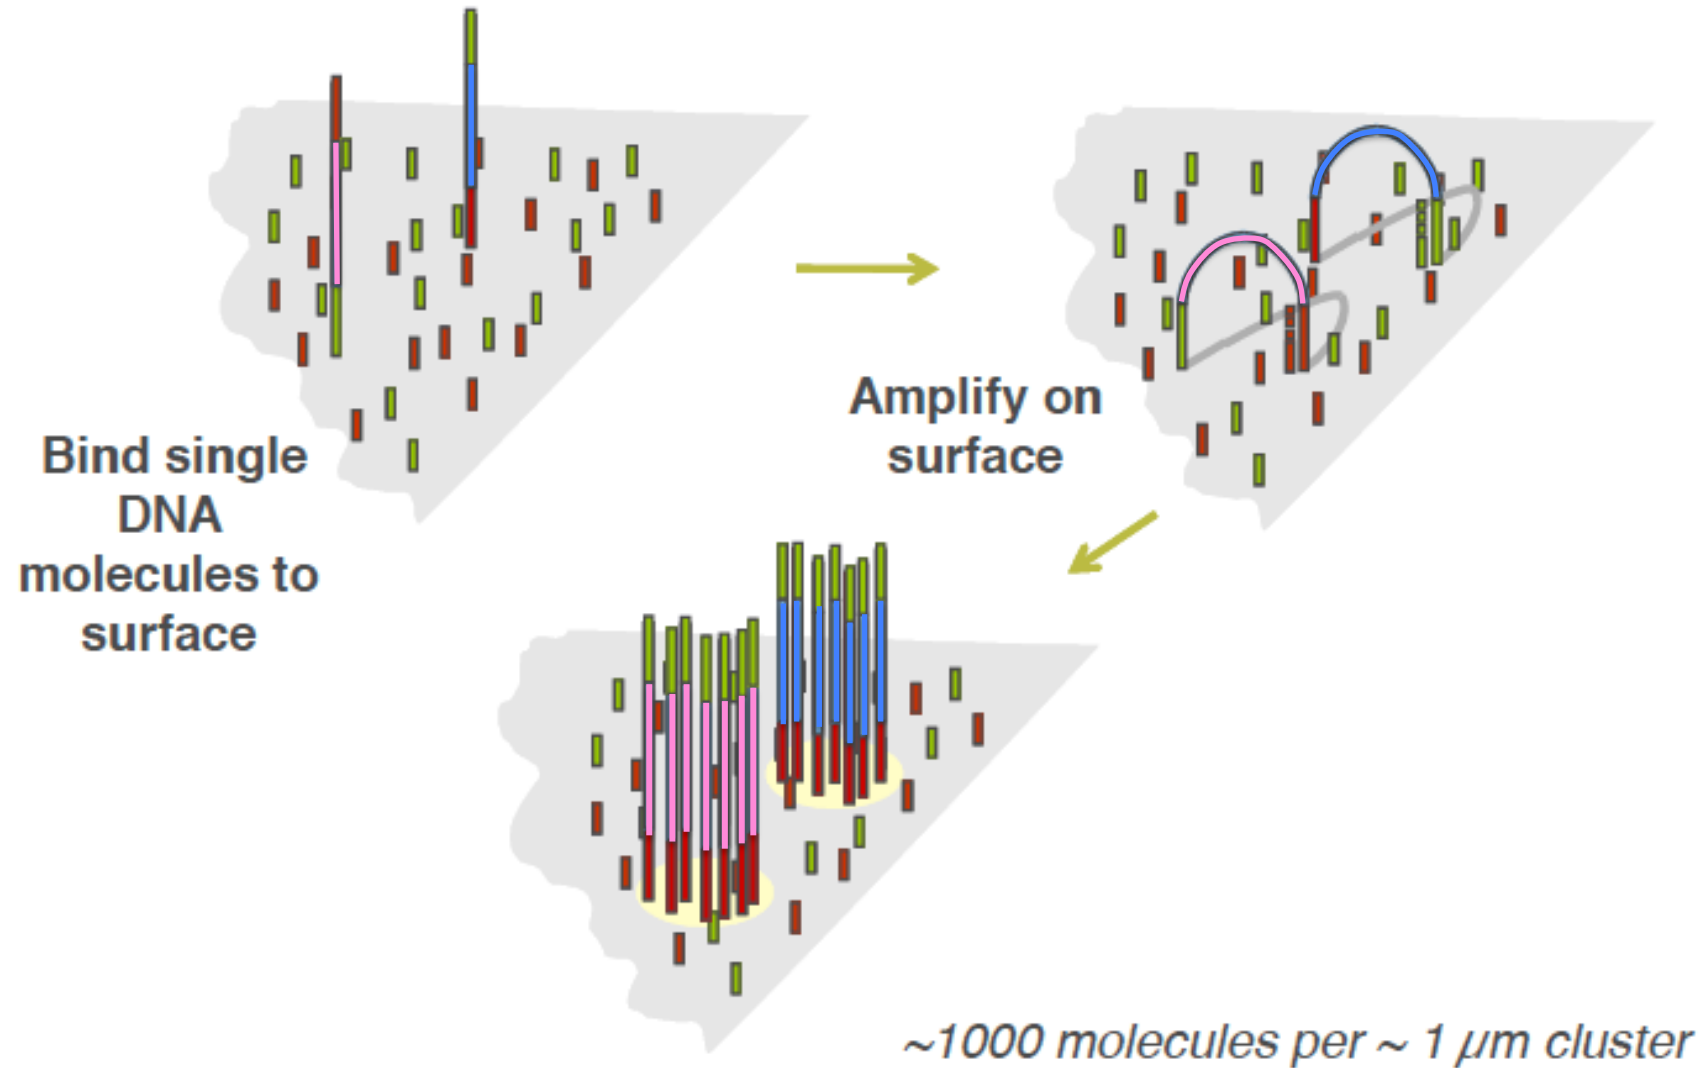 Bind single
DNA
molecules to
surface
Amplify on
surface
~1000 molecules per ~ 1 µm cluster